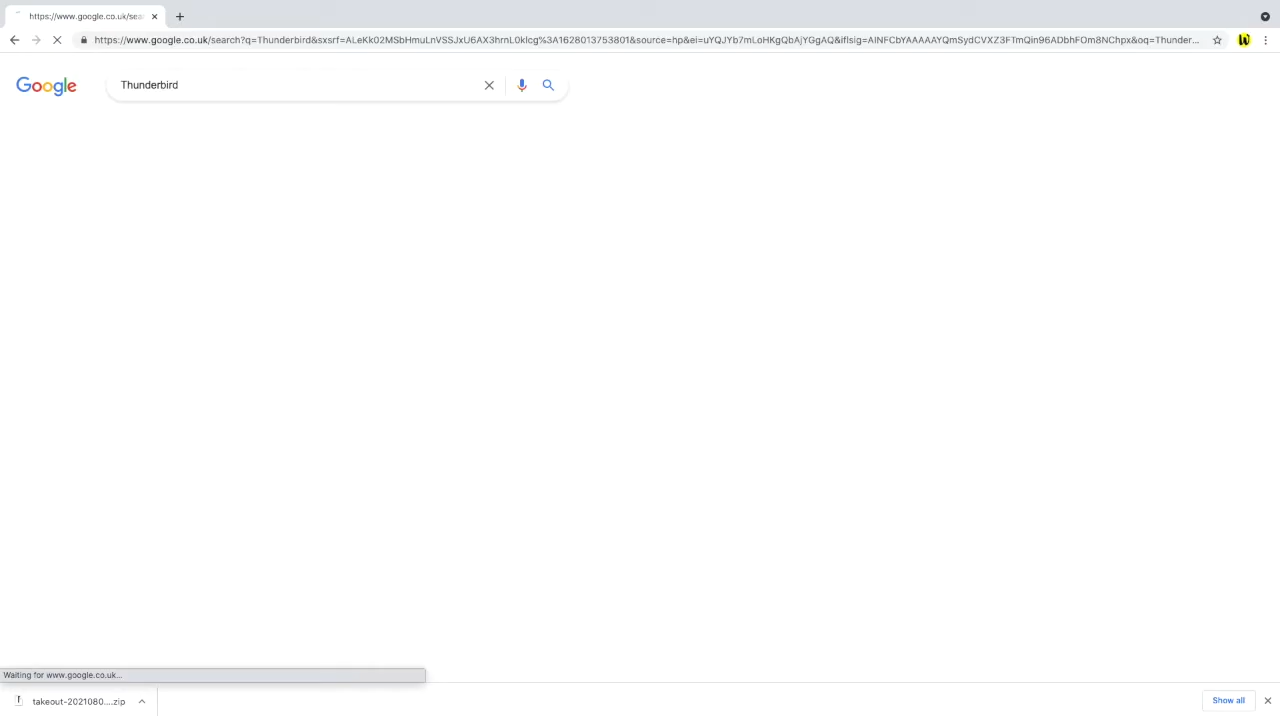 https://www.google.co.uk/sea
https://www.google.co.uk/search?q=Thunderbird&sxsrf=ALeKk02MSbHmuLnVSSJxU6AX3hrnL0klcg%3A1628013753801&source=hp&ei=uYQJYb7mLoHKgQbAjYGgAQ&iflsig=AINFCbYAAAAAYQmSydCVXZ3FTmQin96ADbhFOm8NChpx&oq=Thunder...
Google
Thunderbird
Waiting for www.google.co.uk...
takeout-2021080....zip
Show all